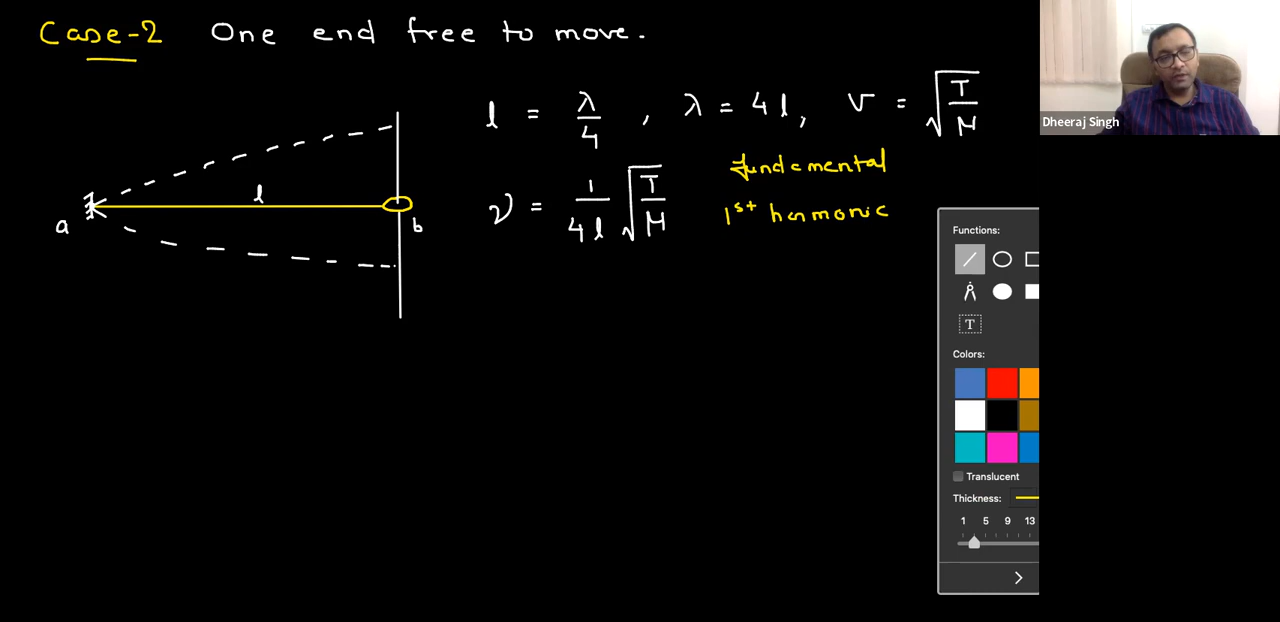 Case-2 One end free to move.
l = λ/4 , λ = 4l, v = √(T/μ)
ν = 1/4l √(T/μ)
fundamental
1st harmonic
a
l
b
Dheeraj Singh
Functions:
T
Colors:
Translucent
Thickness:
1 5 9 13